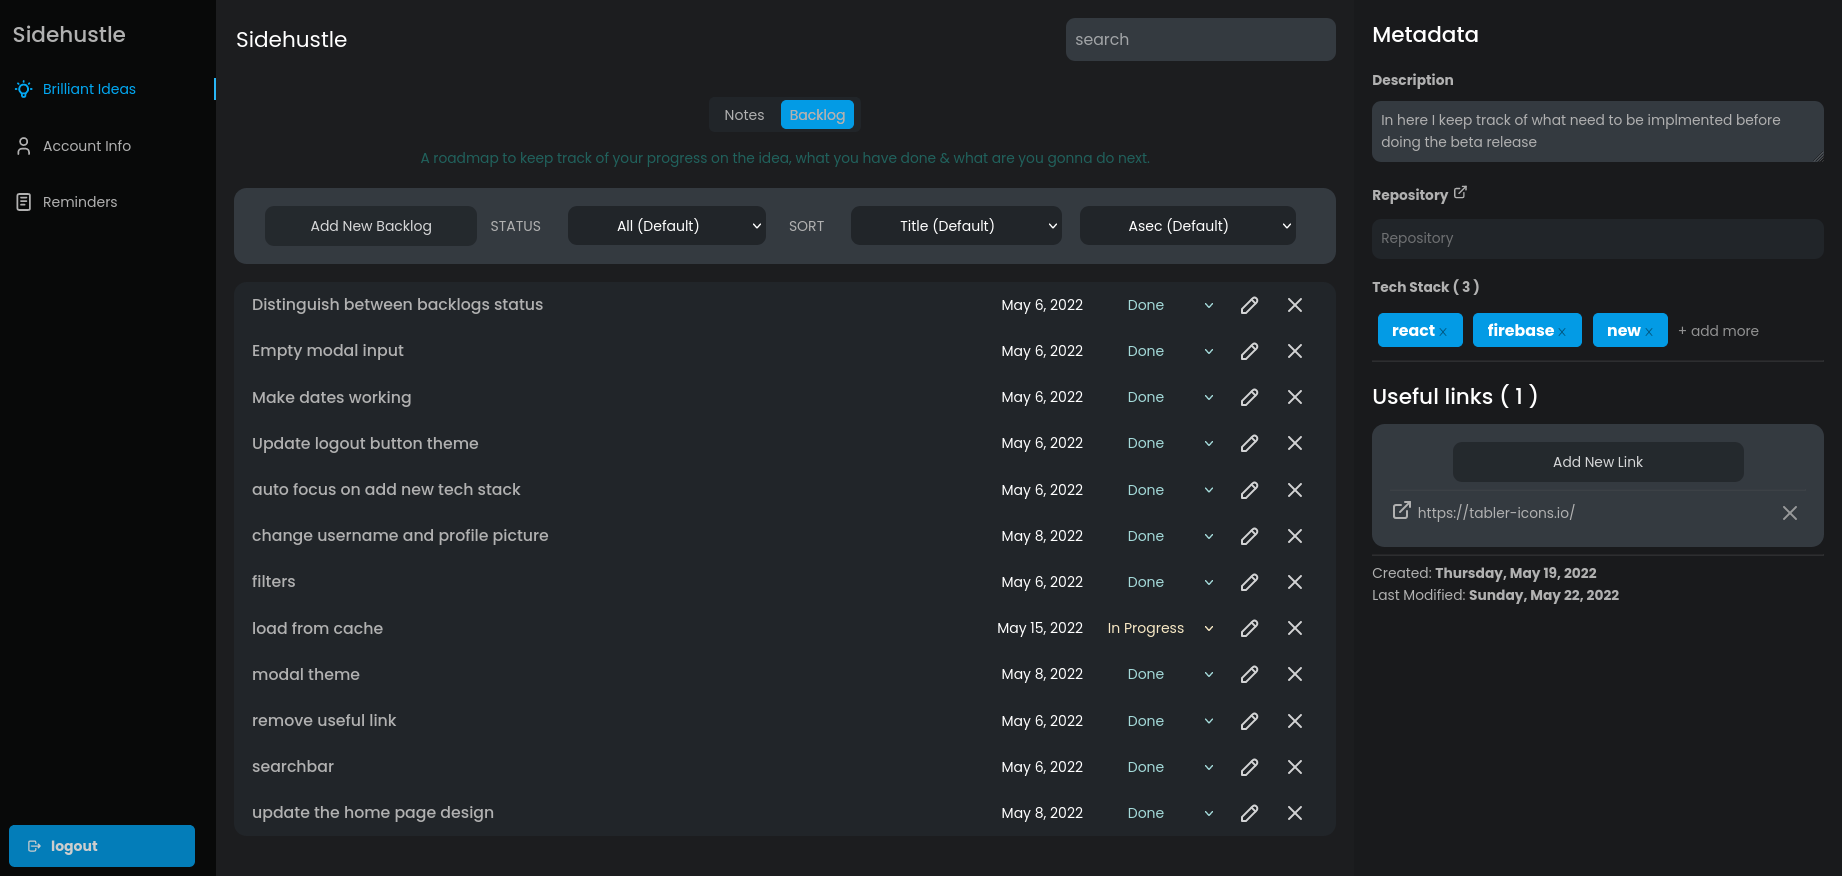 Sidehustle
Brilliant Ideas
Account Info
Reminders
logout
Sidehustle
search
Notes
Backlog
A roadmap to keep track of your progress on the idea, what you have done & what are you gonna do next.
Add New Backlog STATUS All (Default) SORT Title (Default) Asec (Default)
Distinguish between backlogs status May 6, 2022 Done
Empty modal input May 6, 2022 Done
Make dates working May 6, 2022 Done
Update logout button theme May 6, 2022 Done
auto focus on add new tech stack May 6, 2022 Done
change username and profile picture May 8, 2022 Done
filters May 6, 2022 Done
load from cache May 15, 2022 In Progress
modal theme May 8, 2022 Done
remove useful link May 6, 2022 Done
searchbar May 6, 2022 Done
update the home page design May 8, 2022 Done
Metadata
Description
In here I keep track of what need to be implmented before
doing the beta release
Repository
Repository
Tech Stack ( 3 )
react x firebase x new x + add more
Useful links ( 1 )
Add New Link
https://tabler-icons.io/
Created: Thursday, May 19, 2022
Last Modified: Sunday, May 22, 2022